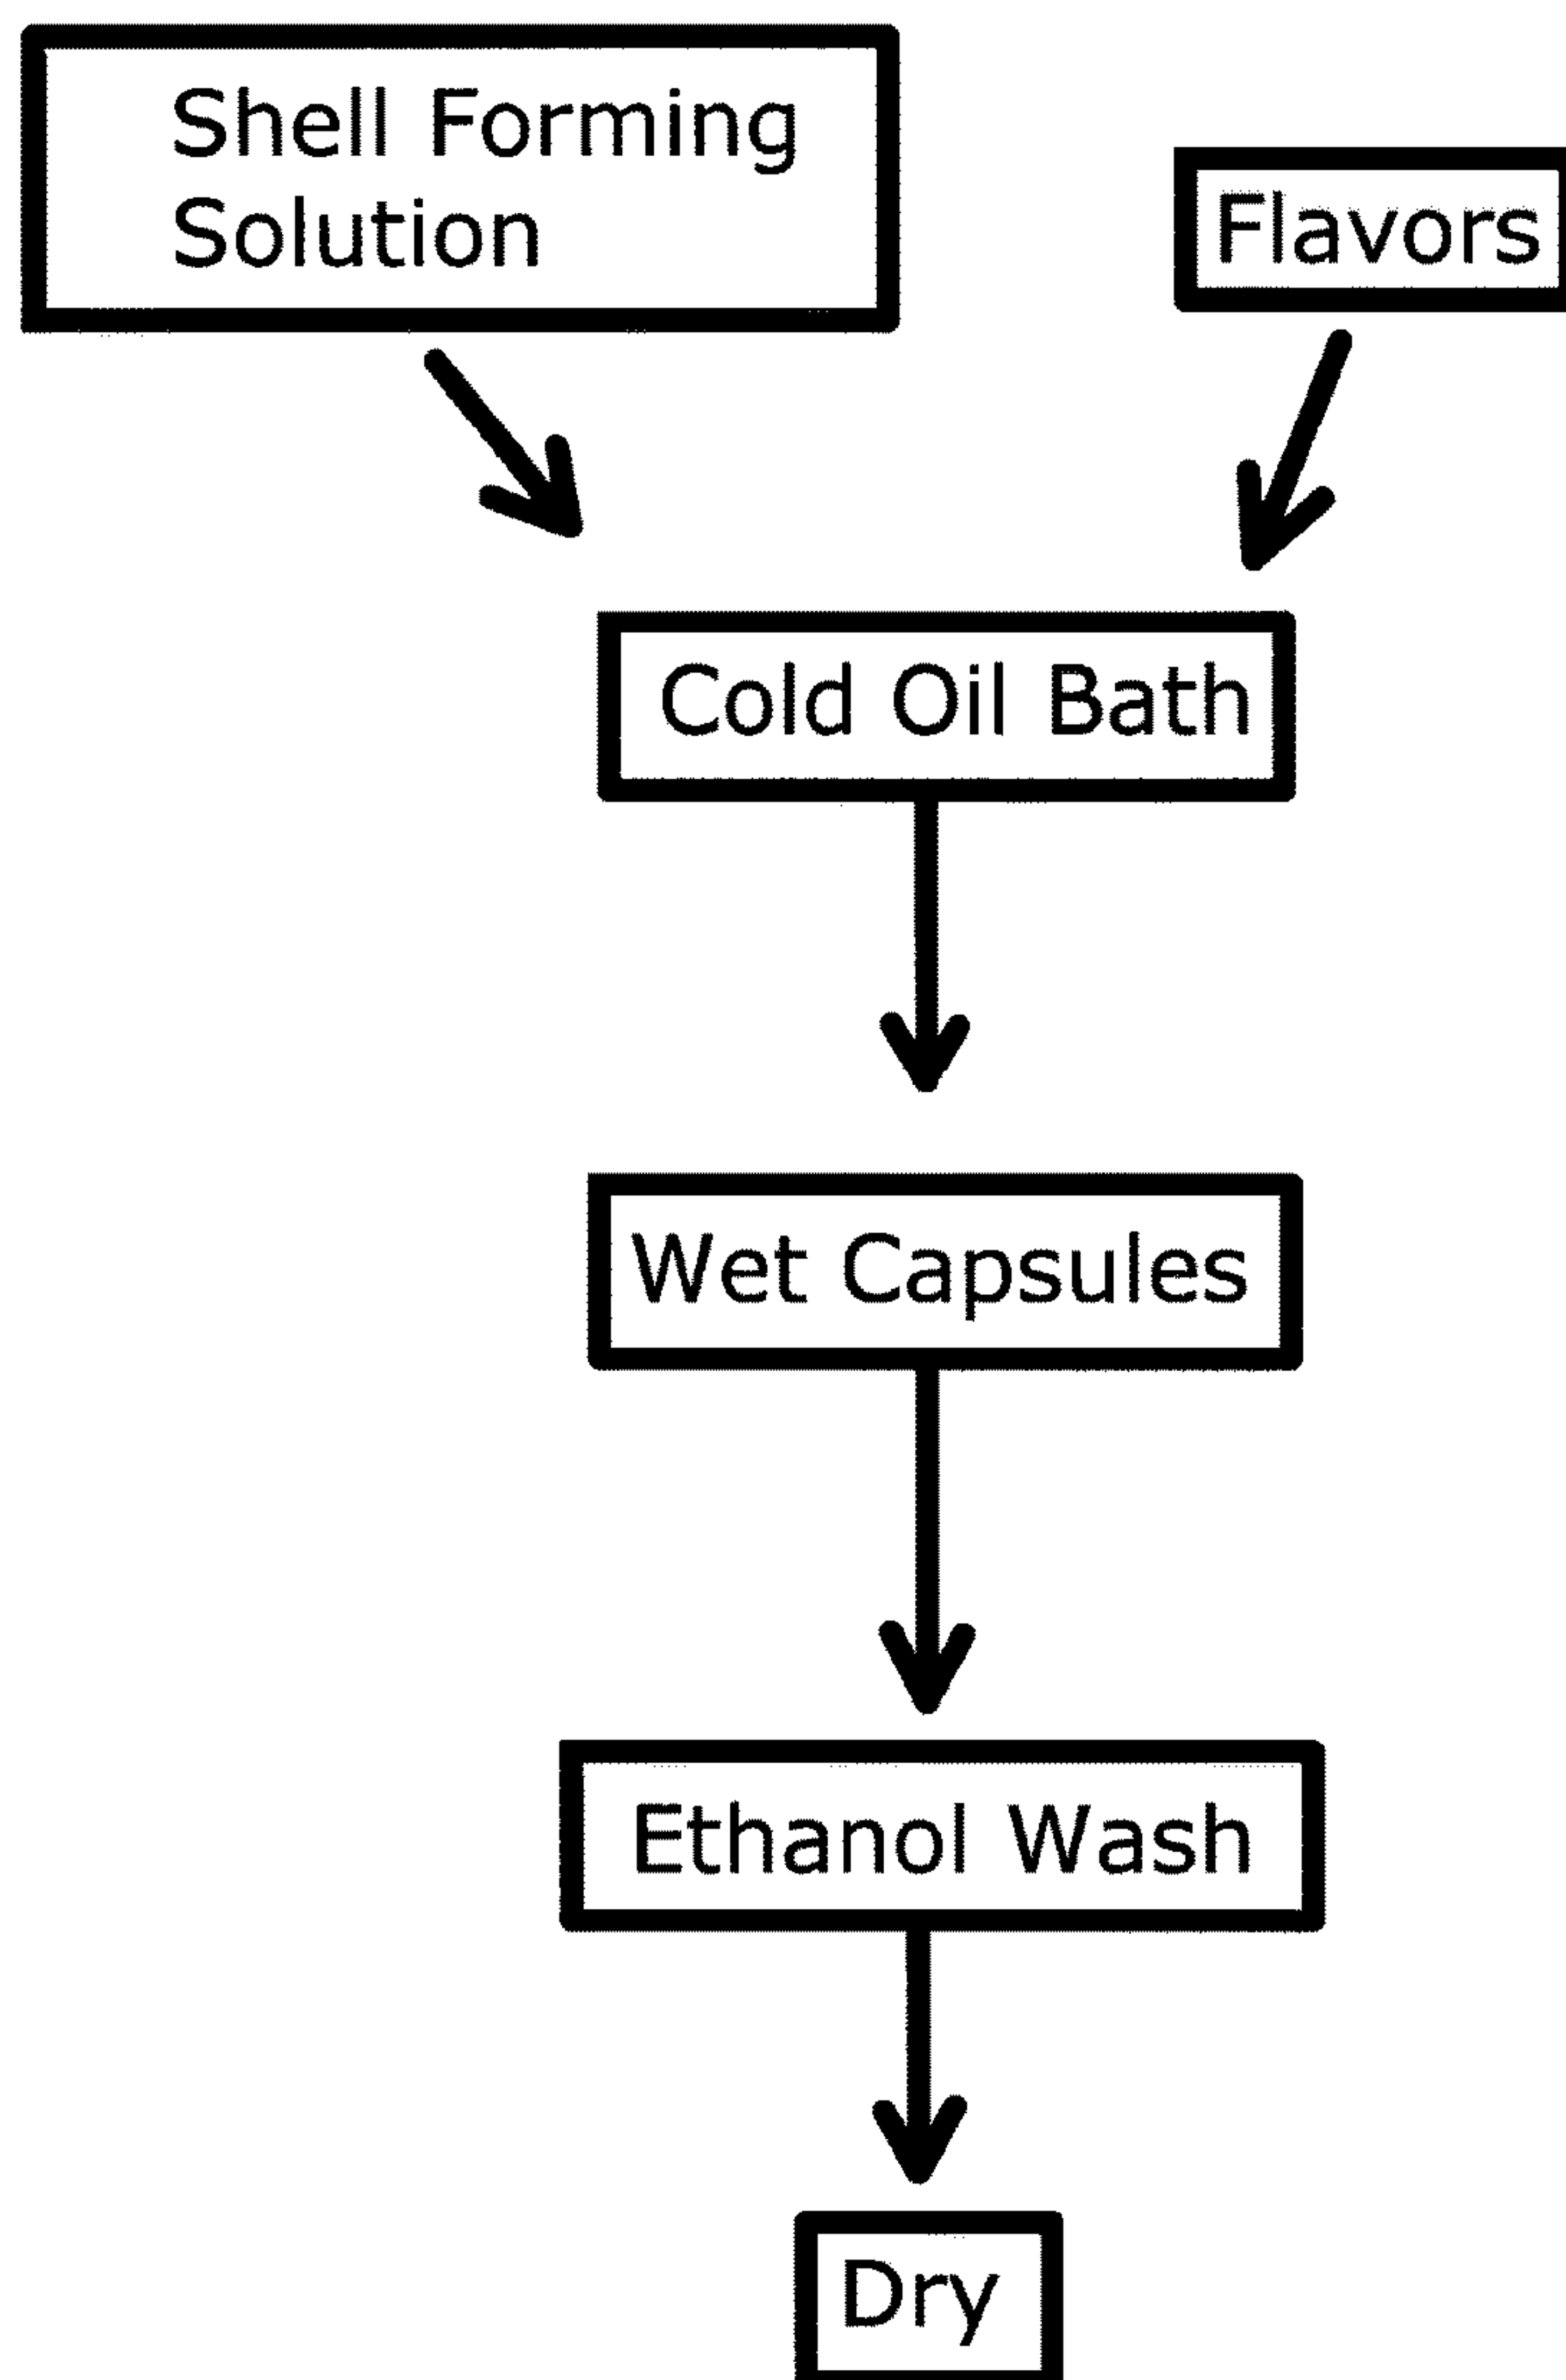 Shell Forming
Solution
Flavors
Cold Oil Bath
Wet Capsules
Ethanol Wash
Dry